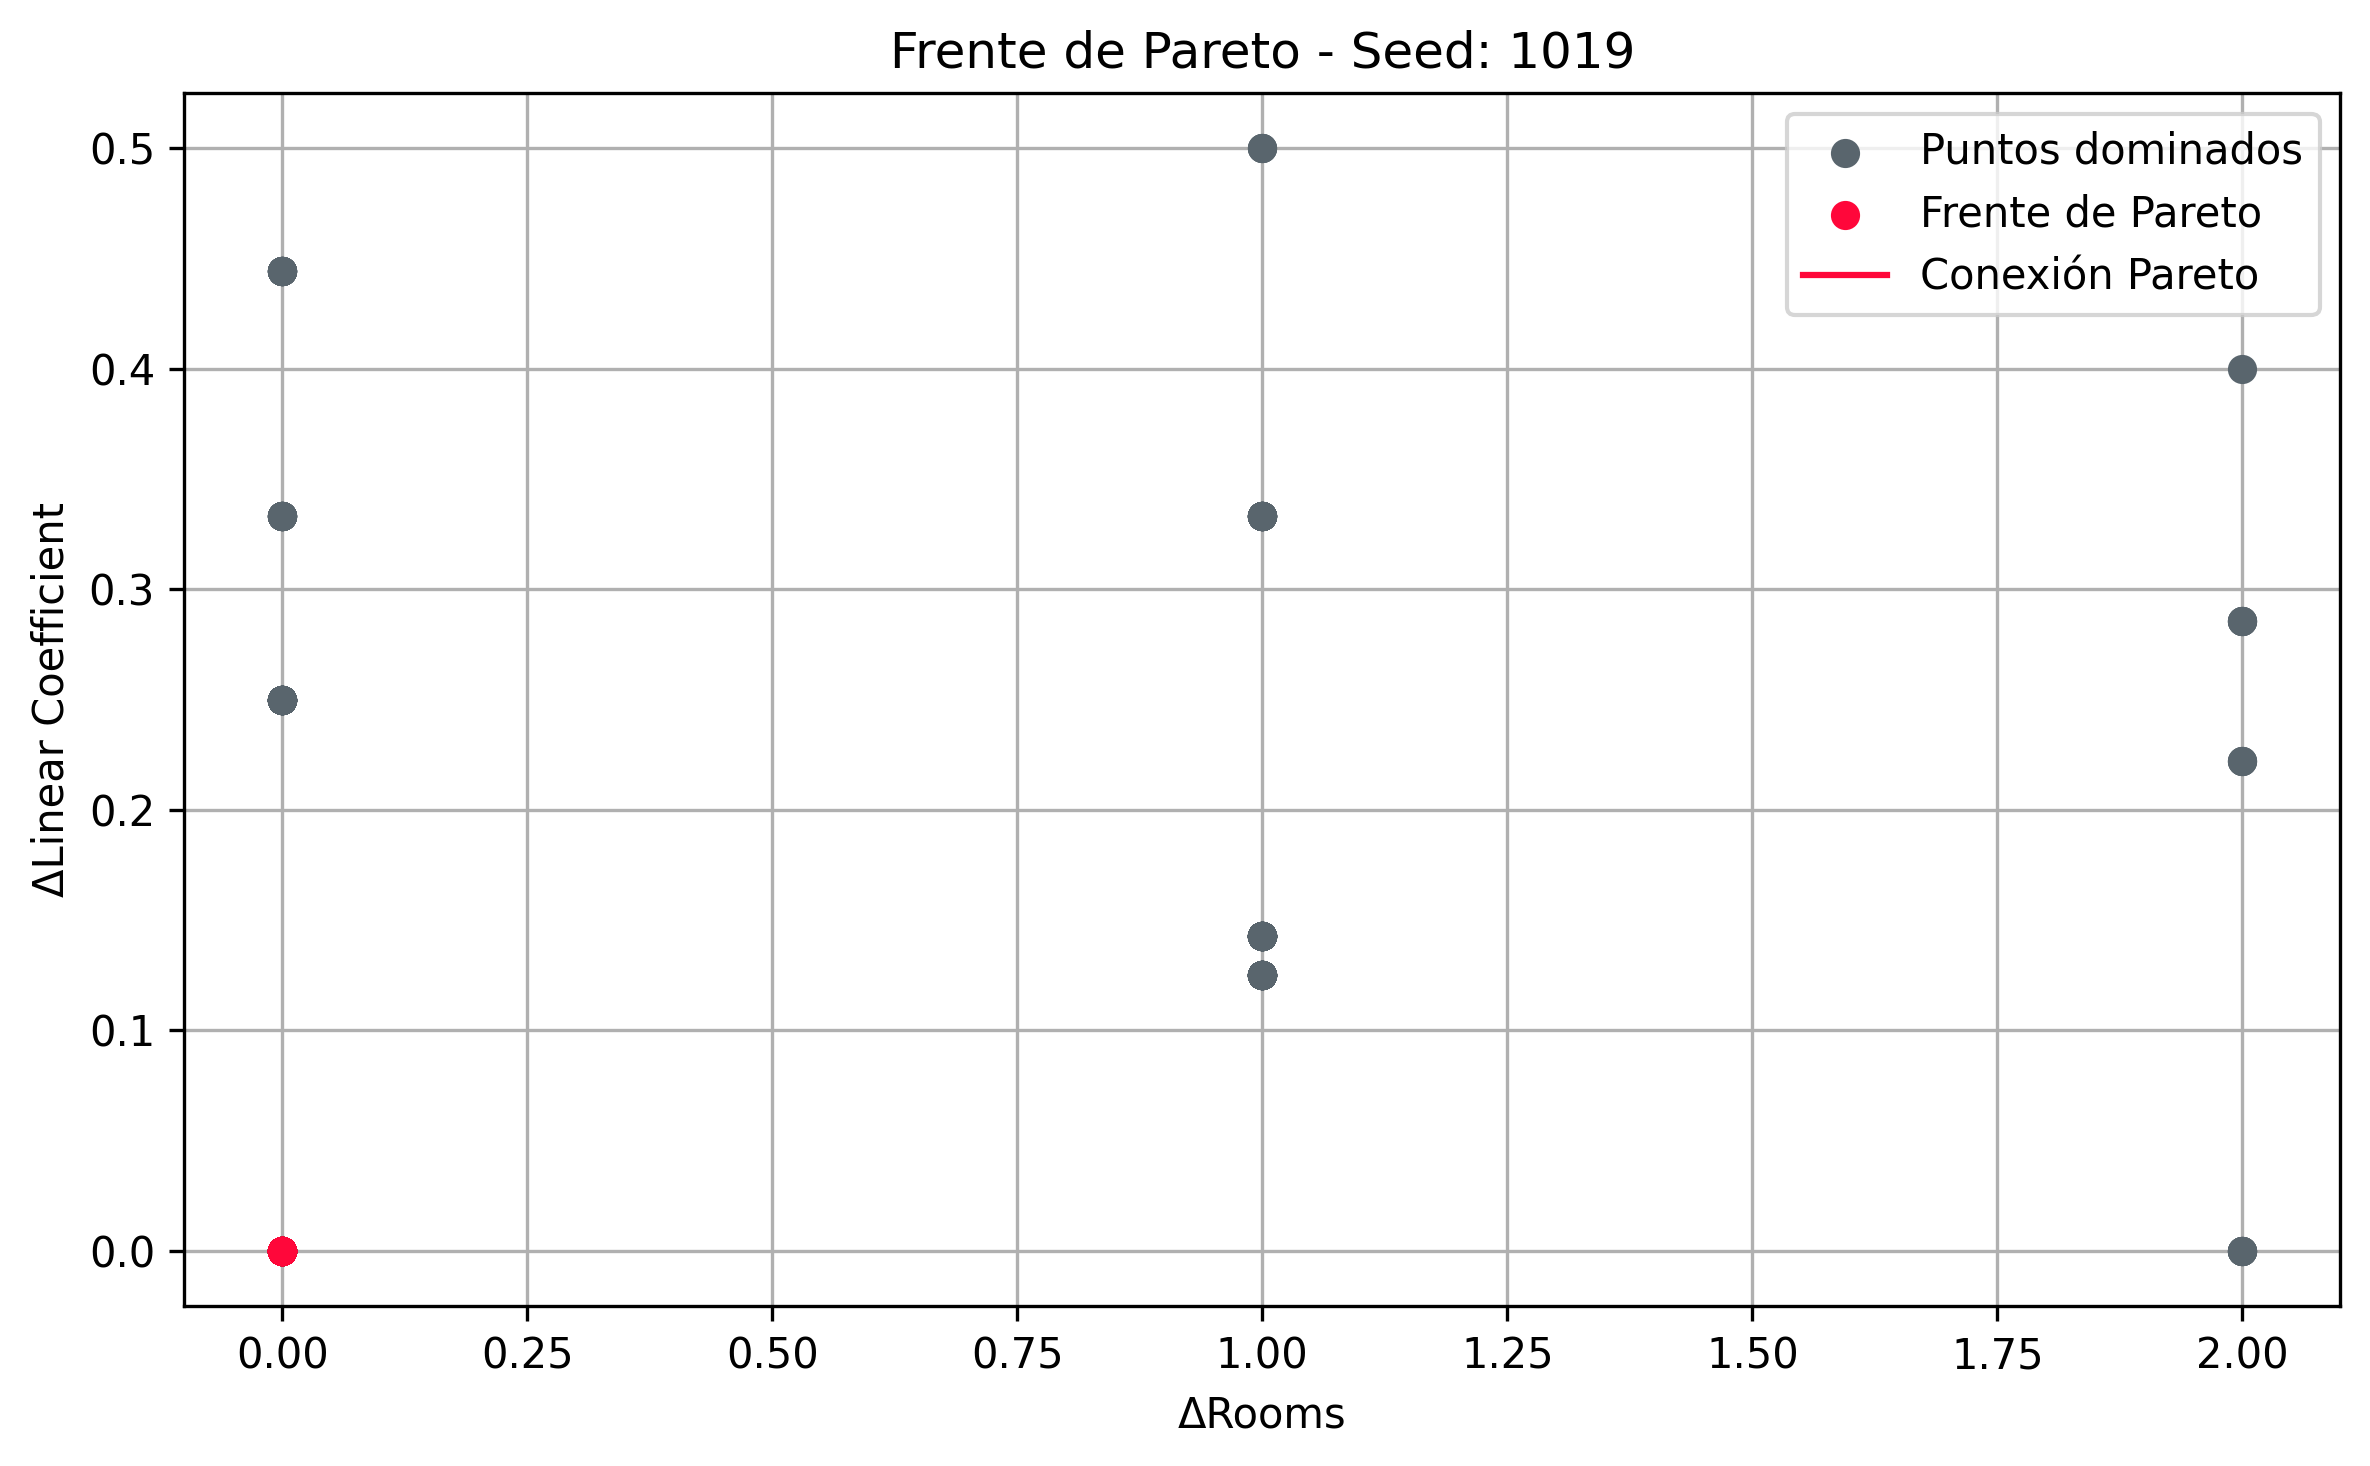 Frente de Pareto - Seed: 1019
Puntos dominados
Frente de Pareto
Conexión Pareto
ΔLinear Coefficient
0.5
0.4
0.3
0.2
0.1
0.0
0.00 0.25 0.50 0.75 1.00 1.25 1.50 1.75 2.00
ΔRooms